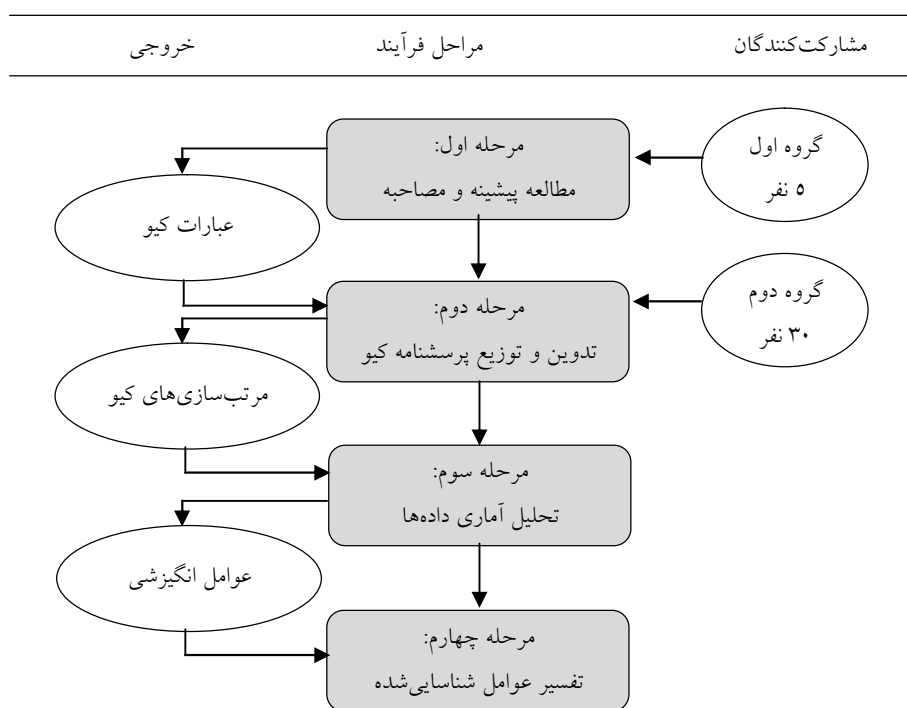 مشارکت‌کنندگان
مراحل فرآیند
خروجی
گروه اول
۵ نفر
مرحله اول:
مطالعه پیشینه و مصاحبه
عبارات کیو
گروه دوم
۳۰ نفر
مرحله دوم:
تدوین و توزیع پرسشنامه کیو
مرتب‌سازی‌های کیو
مرحله سوم:
تحلیل آماری داده‌ها
عوامل انگیزشی
مرحله چهارم:
تفسیر عوامل شناسایی‌شده